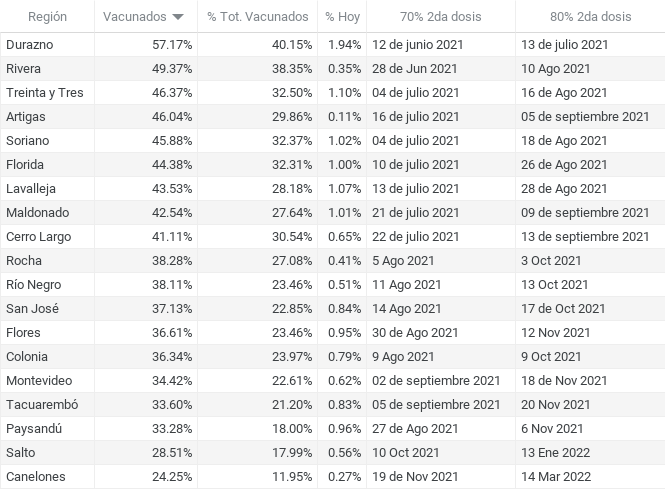 Región Vacunados % Tot. Vacunados % Hoy 70% 2da dosis 80% 2da dosis
Durazno 57.17% 40.15% 1.94% 12 de junio 2021 13 de julio 2021
Rivera 49.37% 38.35% 0.35% 28 de Jun 2021 10 Ago 2021
Treinta y Tres 46.37% 32.50% 1.10% 04 de julio 2021 16 de Ago 2021
Artigas 46.04% 29.86% 0.11% 16 de julio 2021 05 de septiembre 2021
Soriano 45.88% 32.37% 1.02% 04 de julio 2021 18 de Ago 2021
Florida 44.38% 32.31% 1.00% 10 de julio 2021 26 de Ago 2021
Lavalleja 43.53% 28.18% 1.07% 13 de julio 2021 28 de Ago 2021
Maldonado 42.54% 27.64% 1.01% 21 de julio 2021 09 de septiembre 2021
Cerro Largo 41.11% 30.54% 0.65% 22 de julio 2021 13 de septiembre 2021
Rocha 38.28% 27.08% 0.41% 5 Ago 2021 3 Oct 2021
Río Negro 38.11% 23.46% 0.51% 11 Ago 2021 13 Oct 2021
San José 37.13% 22.85% 0.84% 14 Ago 2021 17 de Oct 2021
Flores 36.61% 23.46% 0.95% 30 de Ago 2021 12 Nov 2021
Colonia 36.34% 23.97% 0.79% 9 Ago 2021 9 Oct 2021
Montevideo 34.42% 22.61% 0.62% 02 de septiembre 2021 18 de Nov 2021
Tacuarembó 33.60% 21.20% 0.83% 05 de septiembre 2021 20 Nov 2021
Paysandú 33.28% 18.00% 0.96% 27 de Ago 2021 6 Nov 2021
Salto 28.51% 17.99% 0.56% 10 Oct 2021 13 Ene 2022
Canelones 24.25% 11.95% 0.27% 19 de Nov 2021 14 Mar 2022